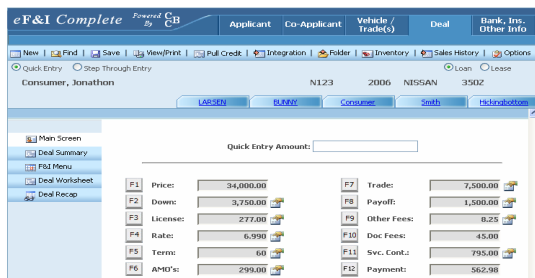 eF&I Complete Powered By CB
Applicant Co-Applicant Vehicle / Trade(s) Deal Bank, Ins. Other Info
New | Find | Save | View/Print | Pull Credit | Integration | Folder | Inventory | Sales History | Options
Quick Entry Step Through Entry Loan Lease
Consumer, Jonathon N123 2006 NISSAN 350Z
LARSEN BUNNY Consumer Smith Hickingbottom
Main Screen
Deal Summary
F&I Menu
Deal Worksheet
Deal Recap
Quick Entry Amount:
F1 Price: 34,000.00 F7 Trade: 7,500.00
F2 Down: 3,750.00 F8 Payoff: 1,500.00
F3 License: 277.00 F9 Other Fees: 8.25
F4 Rate: 6.990 F10 Doc Fees: 45.00
F5 Term: 60 F11 Svc. Cont.: 795.00
F6 AMO's: 299.00 F12 Payment: 562.98